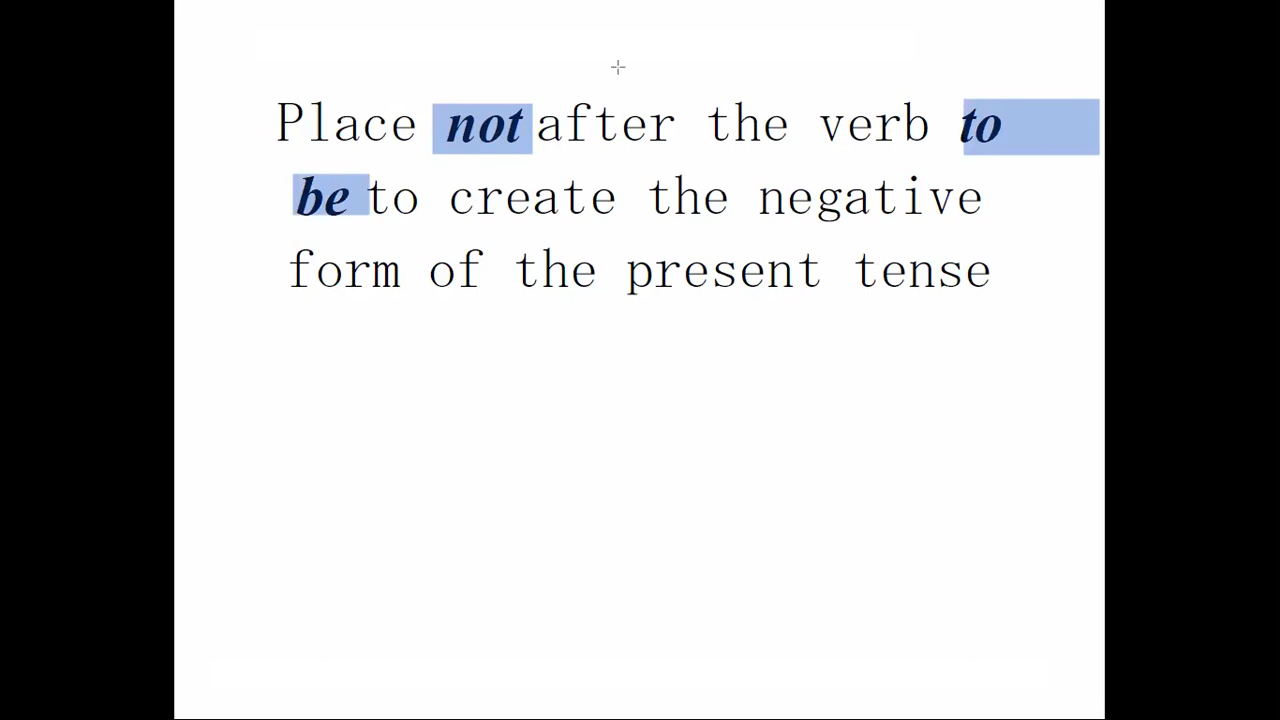 Place not after the verb to
be to create the negative
form of the present tense